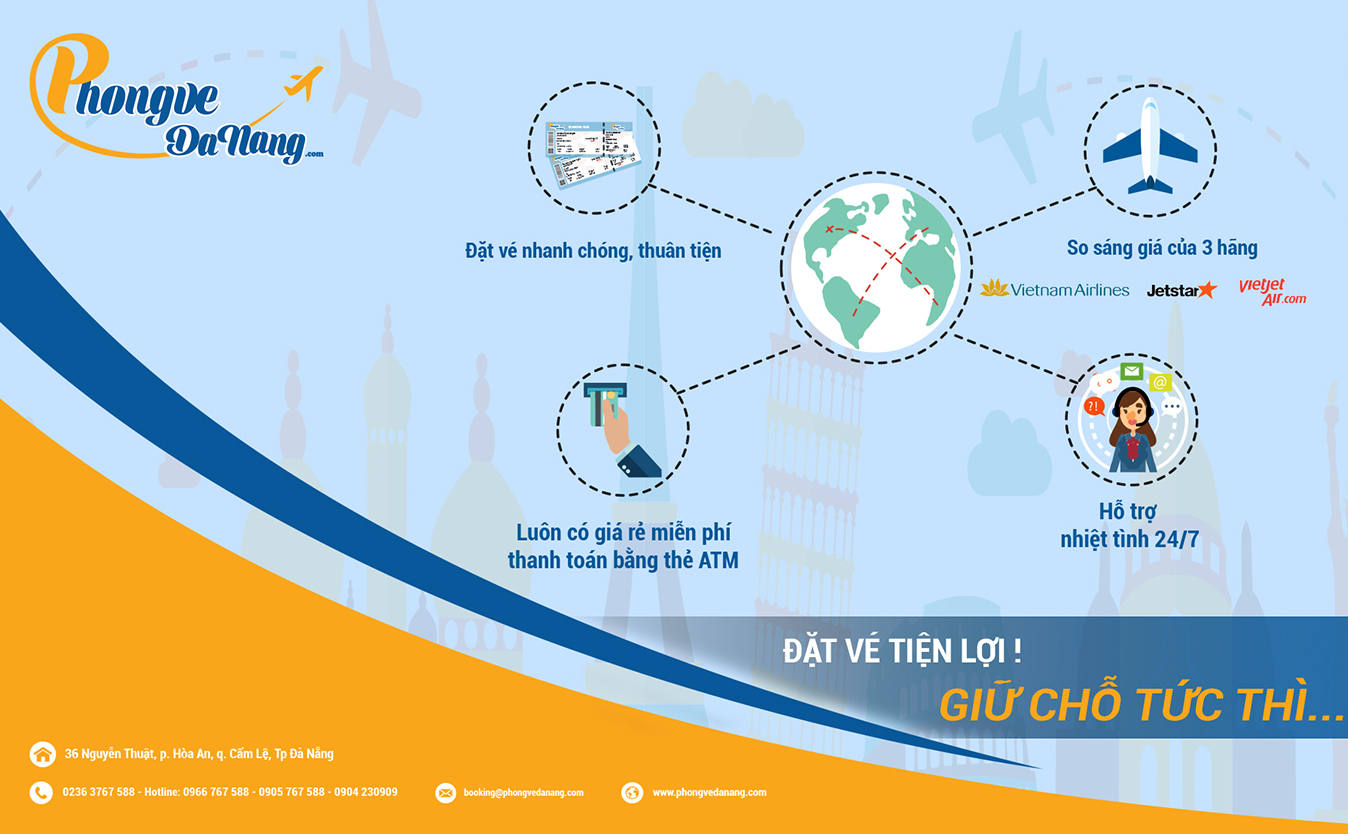 Phongve
DaNang.com
Đặt vé nhanh chóng, thuân tiện
So sáng giá của 3 hãng
Vietnam Airlines
Jetstar
vietjet
Air.com
Luôn có giá rẻ miễn phí
thanh toán bằng thẻ ATM
?!
@
Hỗ trợ
nhiệt tình 24/7
ĐẶT VÉ TIỆN LỢI !
GIỮ CHỖ TỨC THÌ...
36 Nguyễn Thuật, p. Hòa An, q. Cẩm Lệ, Tp Đà Nẵng
0236 3767 588 - Hotline: 0966 767 588 - 0905 767 588 - 0904 230909
booking@phongvedanang.com
www.phongvedanang.com